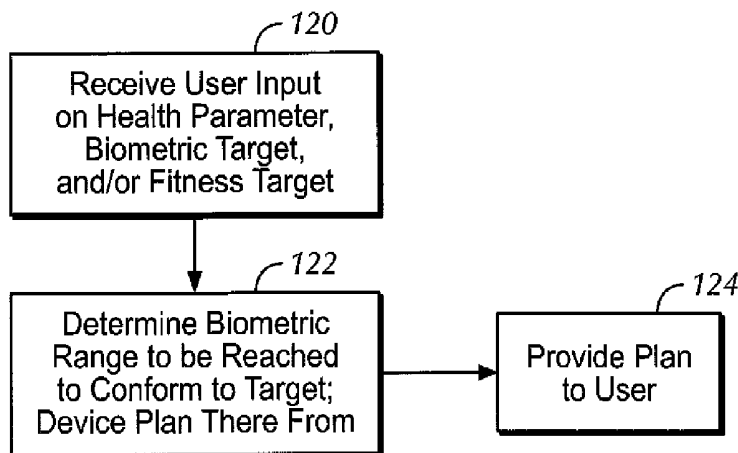 120
Receive User Input
on Health Parameter,
Biometric Target,
and/or Fitness Target
122
Determine Biometric
Range to be Reached
to Conform to Target;
Device Plan There From
124
Provide Plan
to User